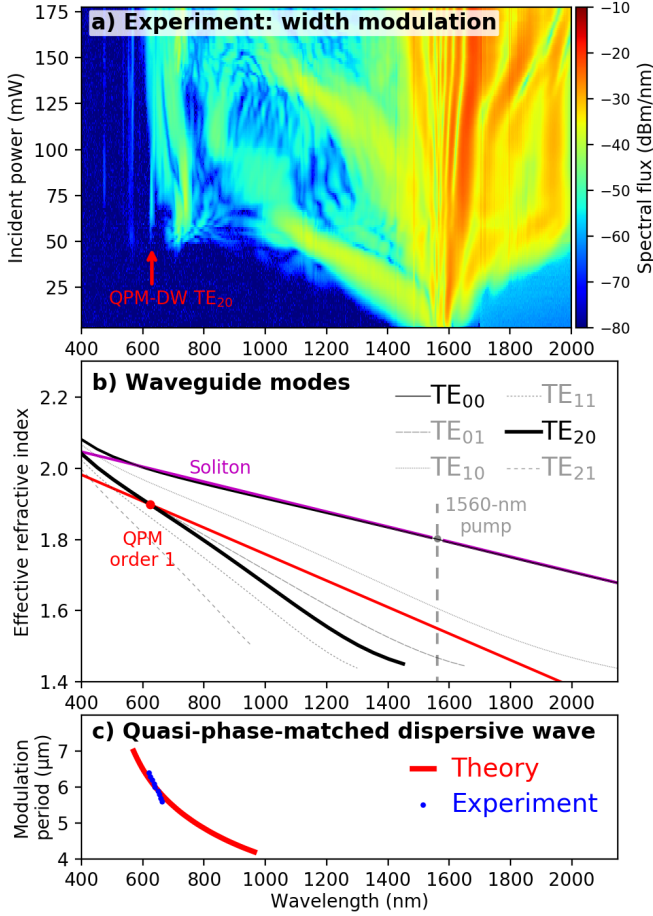 a) Experiment: width modulation
Incident power (mW)
175
150
125
100
75
50
25
QPM-DW TE₂₀
400 600 800 1000 1200 1400 1600 1800 2000
−10
−20
−30
−40
−50
−60
−70
−80
Spectral flux (dBm/nm)
b) Waveguide modes
Effective refractive index
2.2
2.0
1.8
1.6
1.4
TE₀₀
TE₀₁
TE₁₀
TE₁₁
TE₂₀
TE₂₁
Soliton
1560-nm
pump
QPM
order 1
400 600 800 1000 1200 1400 1600 1800 2000
c) Quasi-phase-matched dispersive wave
Modulation
period (μm)
7
6
5
4
Theory
Experiment
400 600 800 1000 1200 1400 1600 1800 2000
Wavelength (nm)